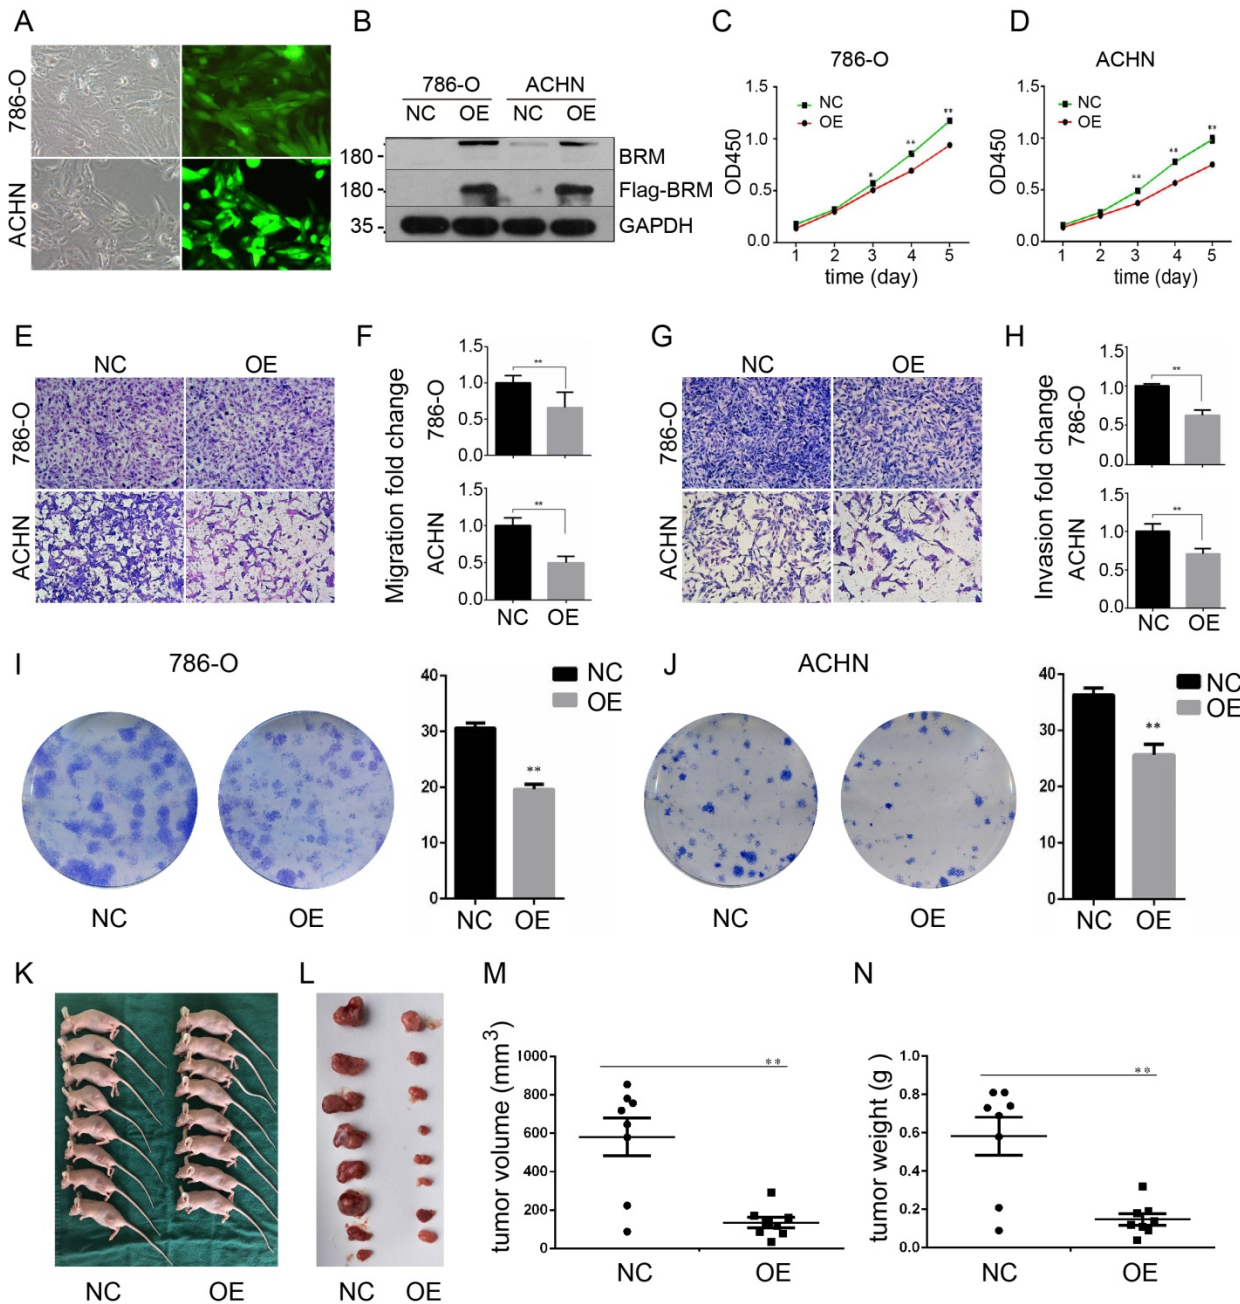 A
786-O
ACHN
B
786-O ACHN
NC OE NC OE
180 - BRM
180 - Flag-BRM
35 - GAPDH
C
786-O
NC
OE
OD450
1.5
1.0
0.5
0.0
* ** **
1 2 3 4 5
time (day)
D
ACHN
NC
OE
OD450
1.5
1.0
0.5
0.0
** ** **
1 2 3 4 5
time (day)
E
NC OE
786-O
ACHN
F
Migration fold change
786-O
1.5
1.0
0.5
0.0
**
ACHN
1.5
1.0
0.5
0.0
**
NC OE
G
NC OE
786-O
ACHN
H
Invasion fold change
786-O
1.5
1.0
0.5
0.0
**
ACHN
1.5
1.0
0.5
0.0
**
NC OE
I
786-O
NC OE
40
30
20
10
0
**
NC OE
NC
OE
J
ACHN
NC OE
40
30
20
10
0
**
NC OE
NC
OE
K
NC OE
L
NC OE
M
tumor volume (mm3)
1000
800
600
400
200
0
**
NC OE
N
tumor weight (g )
1.0
0.8
0.6
0.4
0.2
0.0
**
NC OE